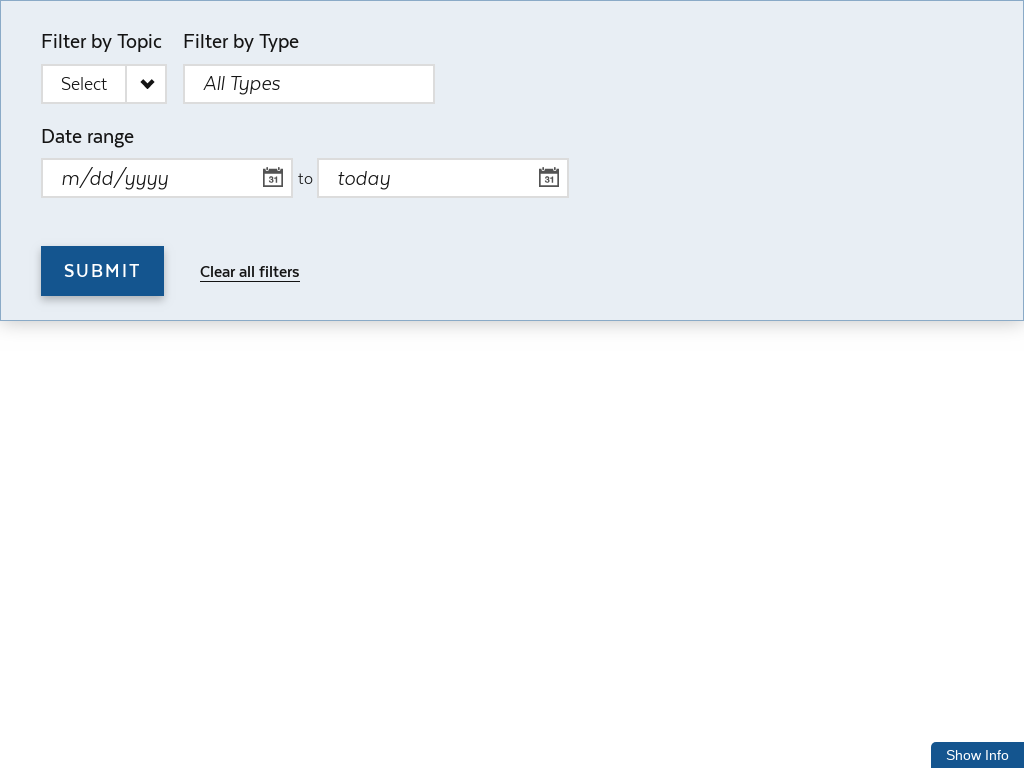 Filter by Topic
Filter by Type
Select
All Types
Date range
m/dd/yyyy
31
to
today
31
SUBMIT
Clear all filters
Show Info